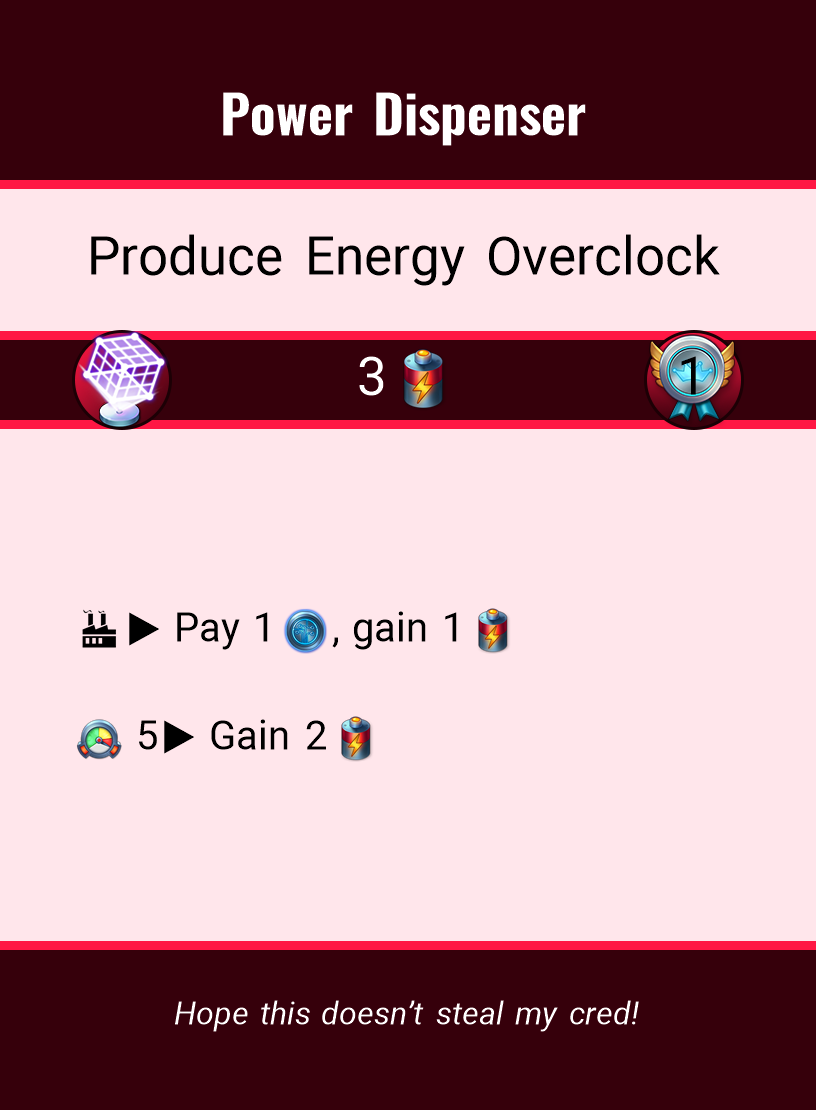 Power Dispenser
Produce Energy Overclock
3
1
Pay 1 , gain 1
5 Gain 2
Hope this doesn't steal my cred!